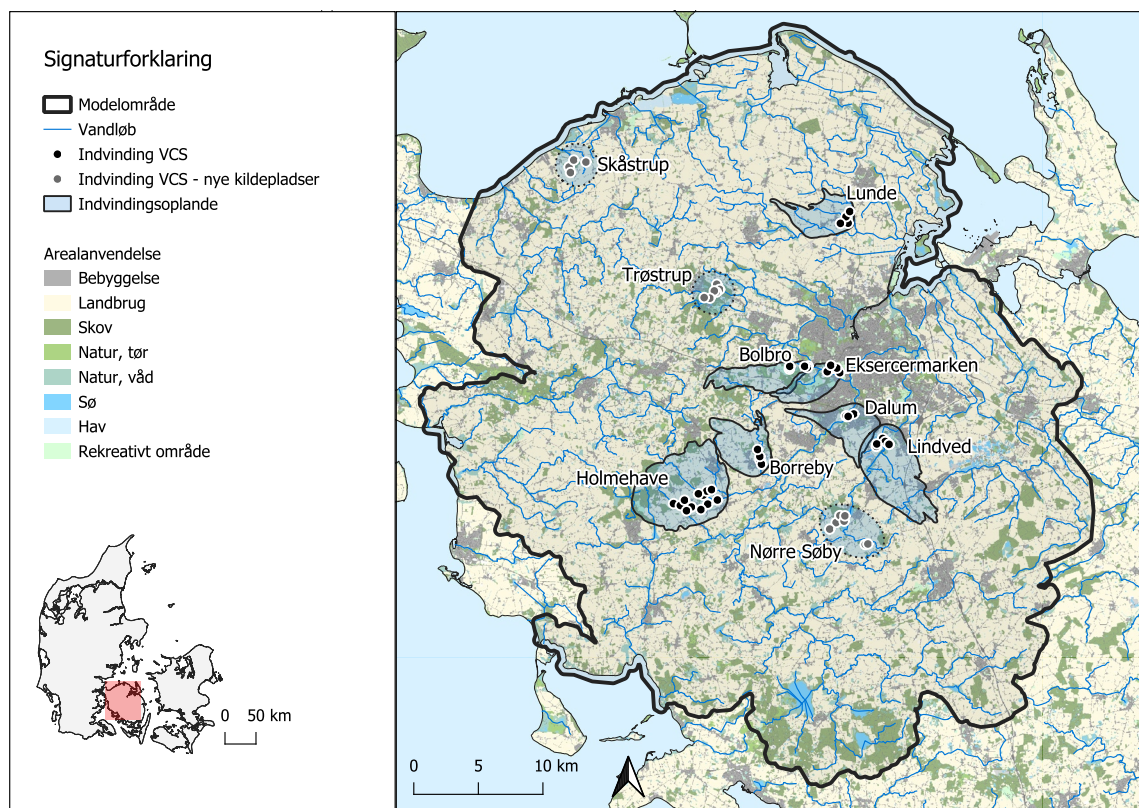 Signaturforklaring
Modelområde
Vandløb
Indvinding VCS
Indvinding VCS - nye kildepladser
Indvindingsoplande
Arealanvendelse
Bebyggelse
Landbrug
Skov
Natur, tør
Natur, våd
Sø
Hav
Rekreativt område
0 50 km
Skåstrup
Lunde
Trøstrup
Bolbro
Eksercermarken
Dalum
Lindved
Borreby
Holmehave
Nørre Søby
0 5 10 km